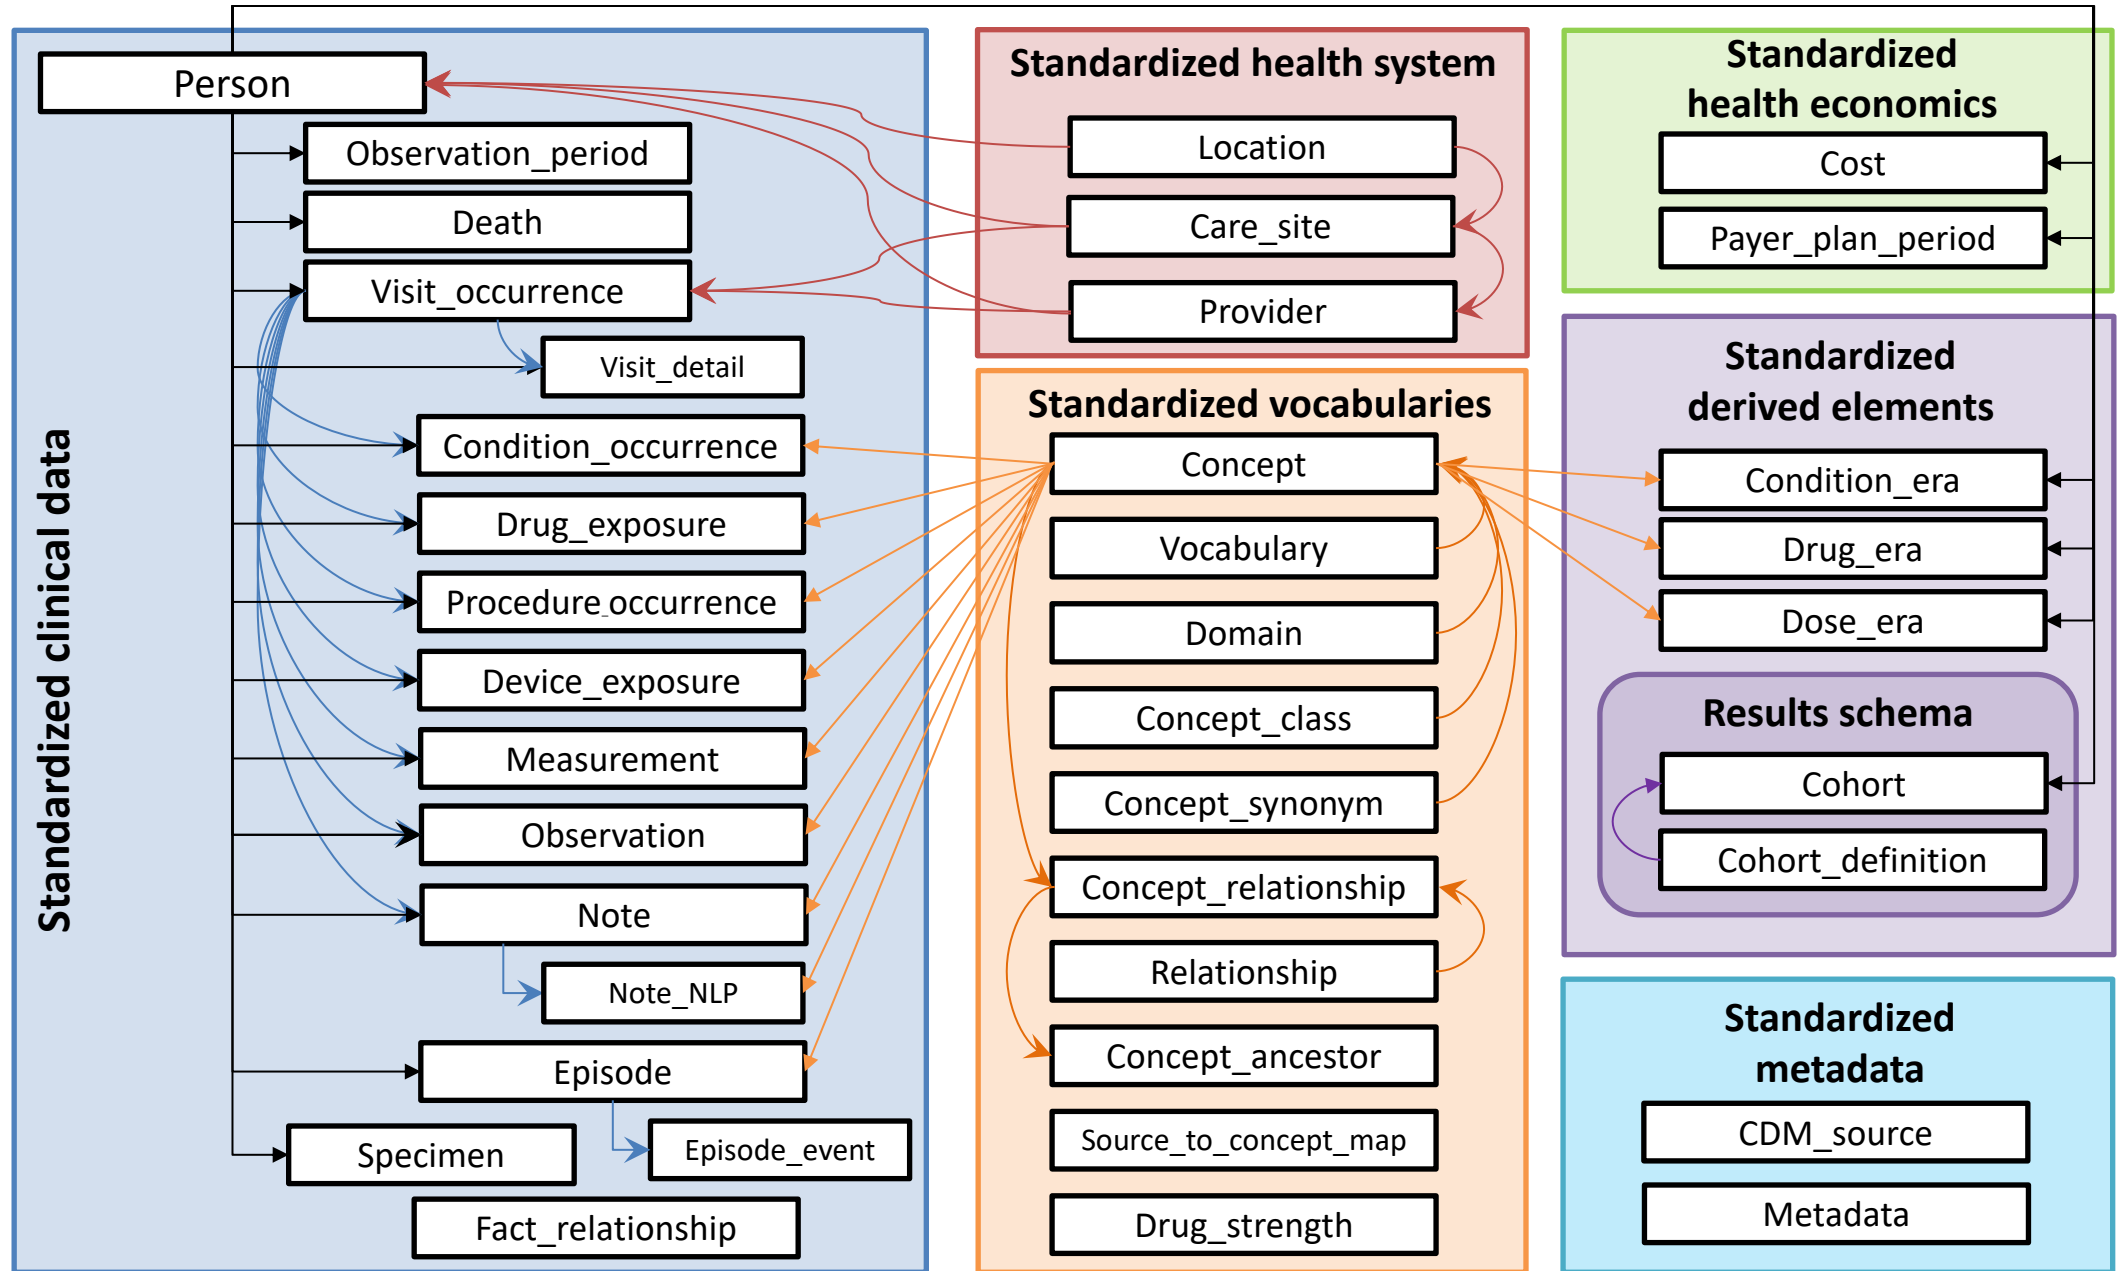 Standardized clinical data
Person
Observation_period
Death
Visit_occurrence
Visit_detail
Condition_occurrence
Drug_exposure
Procedure_occurrence
Device_exposure
Measurement
Observation
Note
Note_NLP
Episode
Episode_event
Specimen
Fact_relationship
Standardized health system
Location
Care_site
Provider
Standardized vocabularies
Concept
Vocabulary
Domain
Concept_class
Concept_synonym
Concept_relationship
Relationship
Concept_ancestor
Source_to_concept_map
Drug_strength
Standardized
health economics
Cost
Payer_plan_period
Standardized
derived elements
Condition_era
Drug_era
Dose_era
Results schema
Cohort
Cohort_definition
Standardized
metadata
CDM_source
Metadata